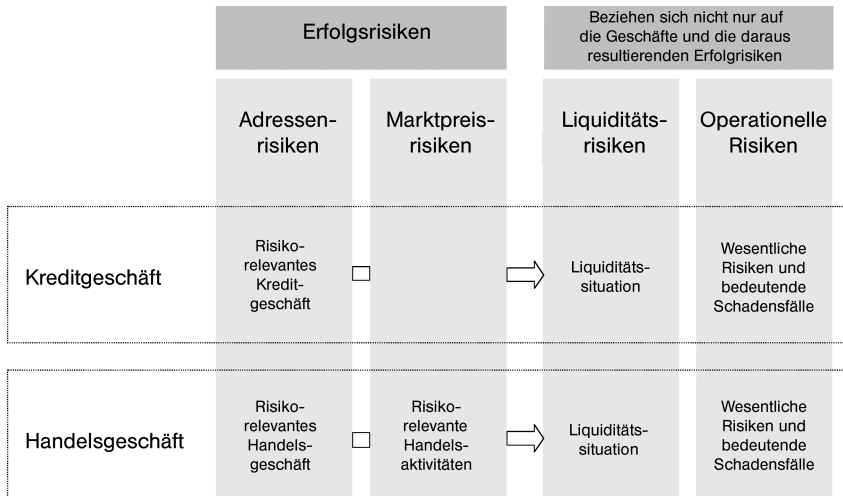 Erfolgsrisiken
Beziehen sich nicht nur auf
die Geschäfte und die daraus
resultierenden Erfolgrisiken
Adressen-
risiken
Marktpreis-
risiken
Liquiditäts-
risiken
Operationelle
Risiken
Kreditgeschäft
Risiko-
relevantes
Kredit-
geschäft
Liquiditäts-
situation
Wesentliche
Risiken und
bedeutende
Schadensfälle
Handelsgeschäft
Risiko-
relevantes
Handels-
geschäft
Risiko-
relevante
Handels-
aktivitäten
Liquiditäts-
situation
Wesentliche
Risiken und
bedeutende
Schadensfälle